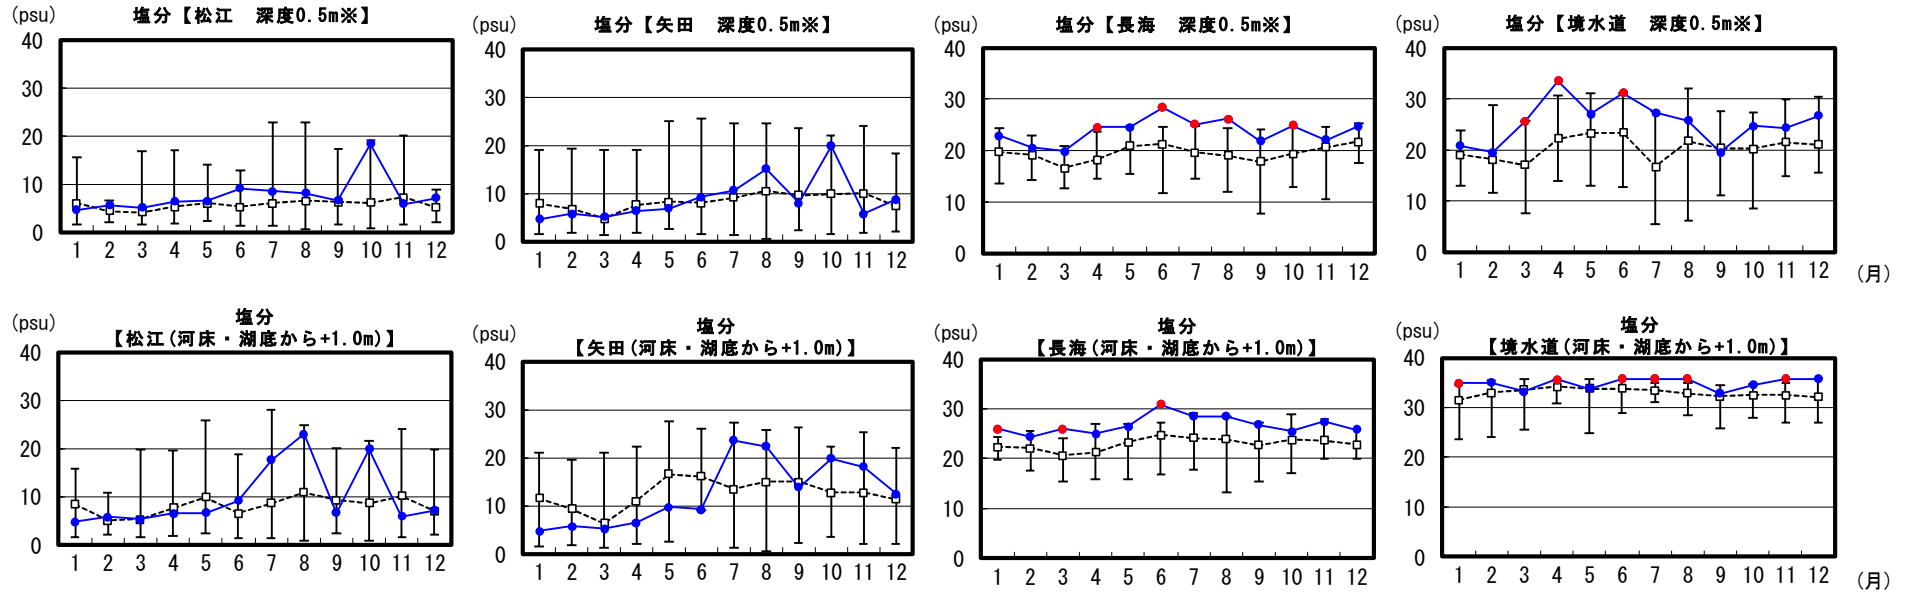 (psu)
塩分【松江　深度0.5m※】
40
30
20
10
0
1 2 3 4 5 6 7 8 9 10 11 12
(psu)
塩分【矢田　深度0.5m※】
40
30
20
10
0
1 2 3 4 5 6 7 8 9 10 11 12
(psu)
塩分【長海　深度0.5m※】
40
30
20
10
0
1 2 3 4 5 6 7 8 9 10 11 12
(psu)
塩分【境水道　深度0.5m※】
40
30
20
10
0
1 2 3 4 5 6 7 8 9 10 11 12
(月)
(psu)
塩分
【松江(河床・湖底から+1.0m)】
40
30
20
10
0
1 2 3 4 5 6 7 8 9 10 11 12
(psu)
塩分
【矢田(河床・湖底から+1.0m)】
40
30
20
10
0
1 2 3 4 5 6 7 8 9 10 11 12
(psu)
塩分
【長海(河床・湖底から+1.0m)】
40
30
20
10
0
1 2 3 4 5 6 7 8 9 10 11 12
(psu)
塩分
【境水道(河床・湖底から+1.0m)】
40
30
20
10
0
1 2 3 4 5 6 7 8 9 10 11 12
(月)